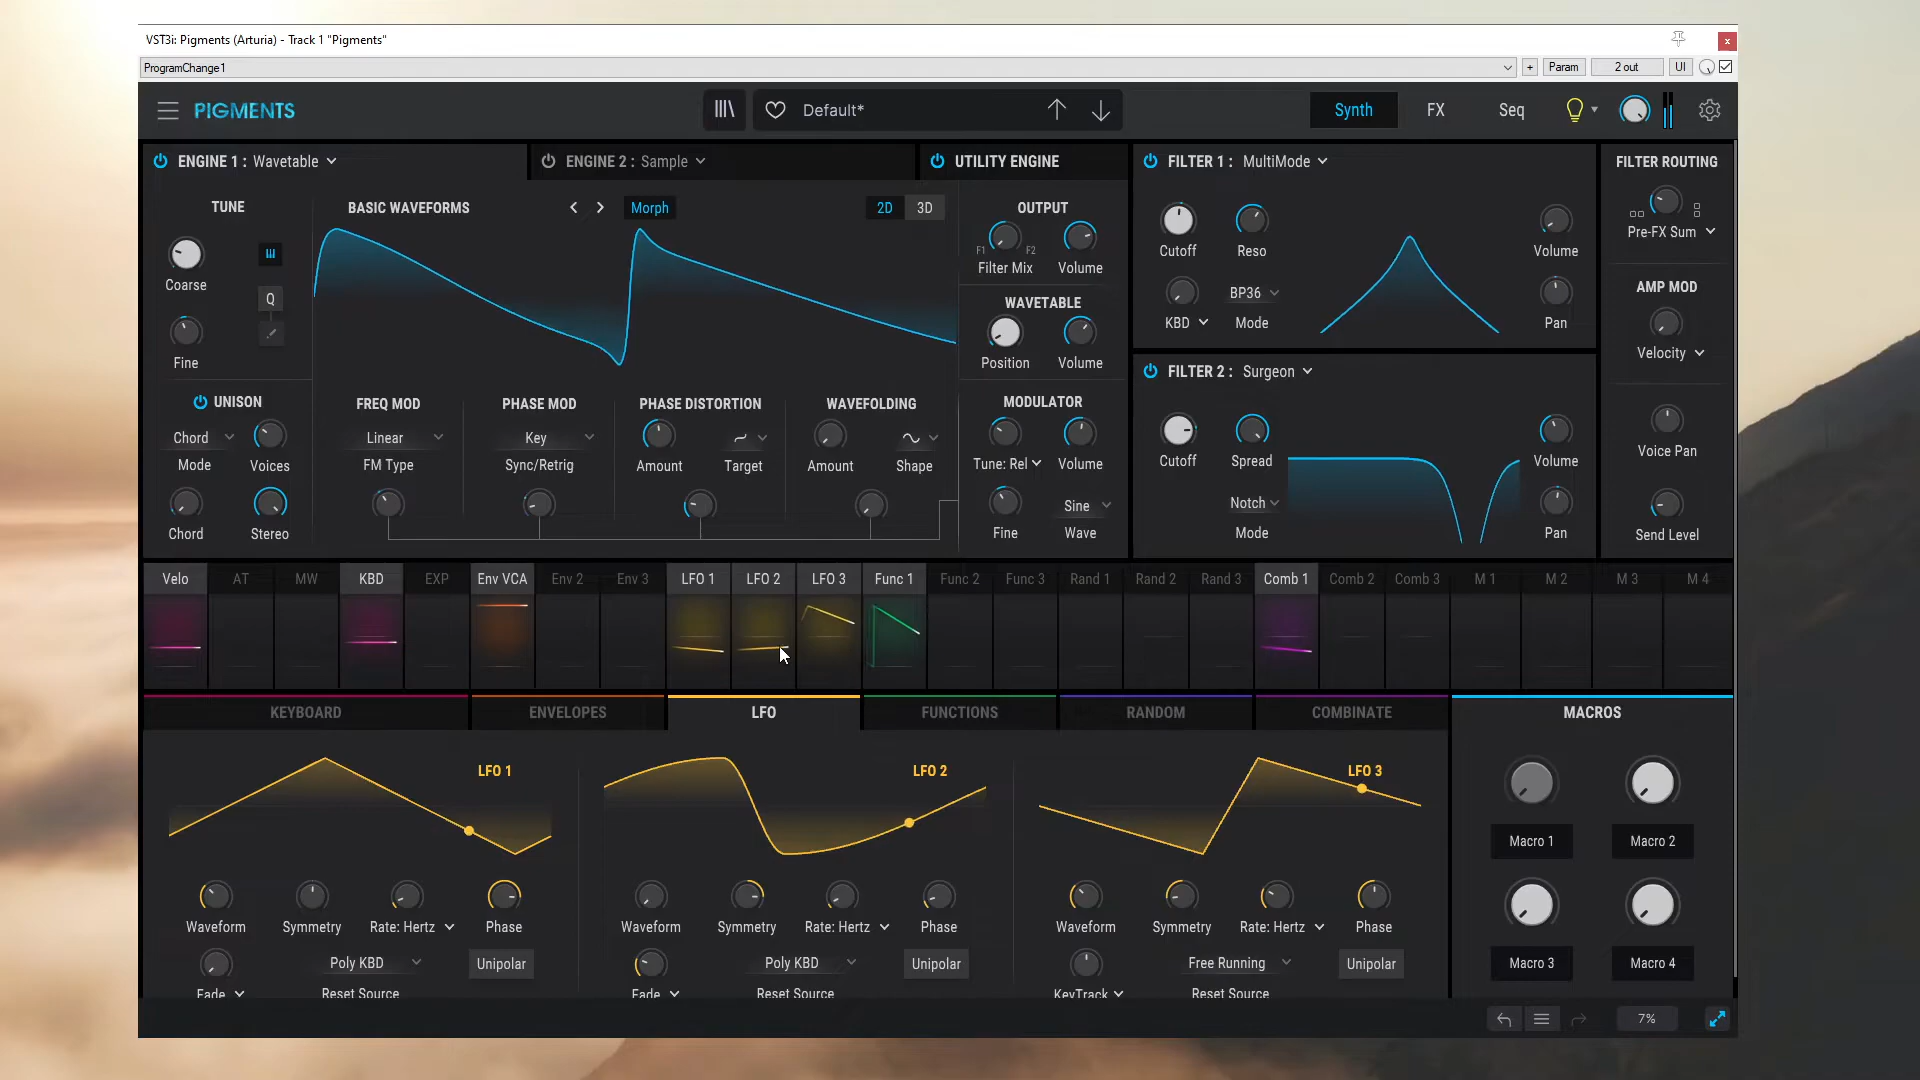 VST3i: Pigments (Arturia) - Track 1 "Pigments"
x
ProgramChange1
+
Param
2 out
UI
PIGMENTS
Default*
Synth
FX
Seq
ENGINE 1 : Wavetable
ENGINE 2 : Sample
UTILITY ENGINE
TUNE
Coarse
Q
Fine
BASIC WAVEFORMS
Morph
2D
3D
OUTPUT
F1
F2
Filter Mix
Volume
WAVETABLE
Position
Volume
UNISON
Chord
Mode
Voices
Chord
Stereo
FREQ MOD
Linear
FM Type
PHASE MOD
Key
Sync/Retrig
PHASE DISTORTION
Amount
Target
WAVEFOLDING
Amount
Shape
MODULATOR
Tune: Rel
Volume
Fine
Sine
Wave
FILTER 1 : MultiMode
Cutoff
Reso
Volume
KBD
BP36
Mode
Pan
FILTER 2 : Surgeon
Cutoff
Spread
Volume
Notch
Mode
Pan
FILTER ROUTING
Pre-FX Sum
AMP MOD
Velocity
Voice Pan
Send Level
Velo
AT
MW
KBD
EXP
Env VCA
Env 2
Env 3
LFO 1
LFO 2
LFO 3
Func 1
Func 2
Func 3
Rand 1
Rand 2
Rand 3
Comb 1
Comb 2
Comb 3
M 1
M 2
M 3
M 4
KEYBOARD
ENVELOPES
LFO
FUNCTIONS
RANDOM
COMBINATE
MACROS
LFO 1
Waveform
Symmetry
Rate: Hertz
Phase
Fade
Poly KBD
Reset Source
Unipolar
LFO 2
Waveform
Symmetry
Rate: Hertz
Phase
Fade
Poly KBD
Reset Source
Unipolar
LFO 3
Waveform
Symmetry
Rate: Hertz
Phase
KeyTrack
Free Running
Reset Source
Unipolar
Macro 1
Macro 2
Macro 3
Macro 4
7%